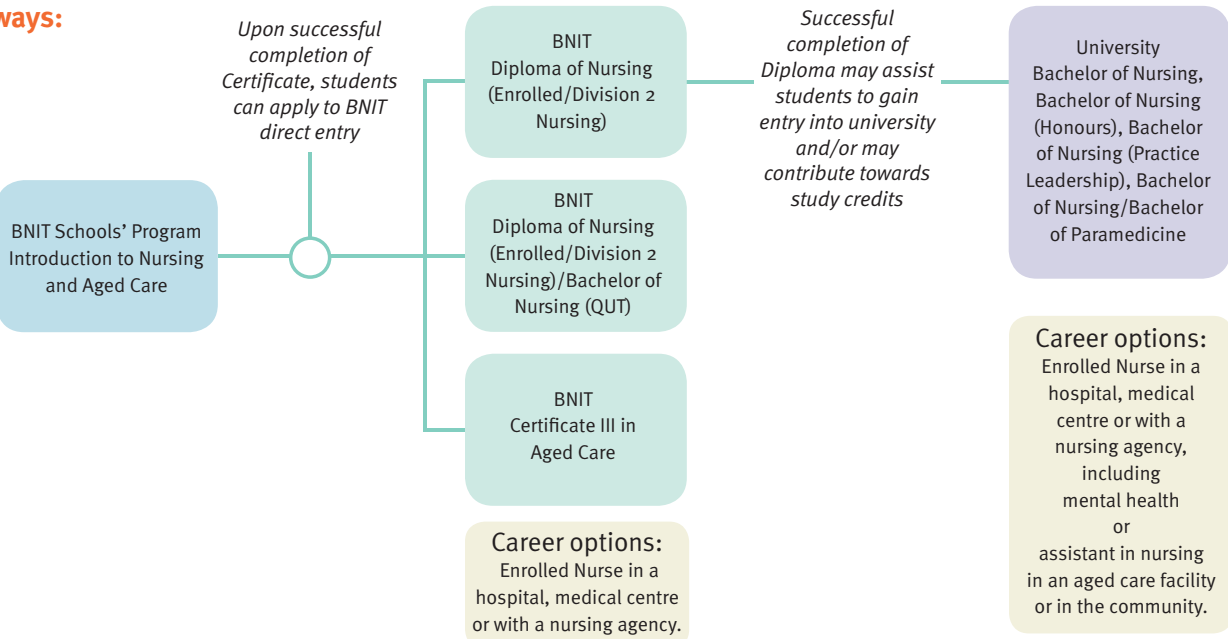 ways:
Upon successful
completion of
Certificate, students
can apply to BNIT
direct entry
BNIT Schools’ Program
Introduction to Nursing
and Aged Care
BNIT
Diploma of Nursing
(Enrolled/Division 2
Nursing)
BNIT
Diploma of Nursing
(Enrolled/Division 2
Nursing)/Bachelor of
Nursing (QUT)
BNIT
Certificate III in
Aged Care
Career options:
Enrolled Nurse in a
hospital, medical centre
or with a nursing agency.
Successful
completion of
Diploma may assist
students to gain
entry into university
and/or may
contribute towards
study credits
University
Bachelor of Nursing,
Bachelor of Nursing
(Honours), Bachelor
of Nursing (Practice
Leadership), Bachelor
of Nursing/Bachelor
of Paramedicine
Career options:
Enrolled Nurse in a
hospital, medical
centre or with a
nursing agency,
including
mental health
or
assistant in nursing
in an aged care facility
or in the community.